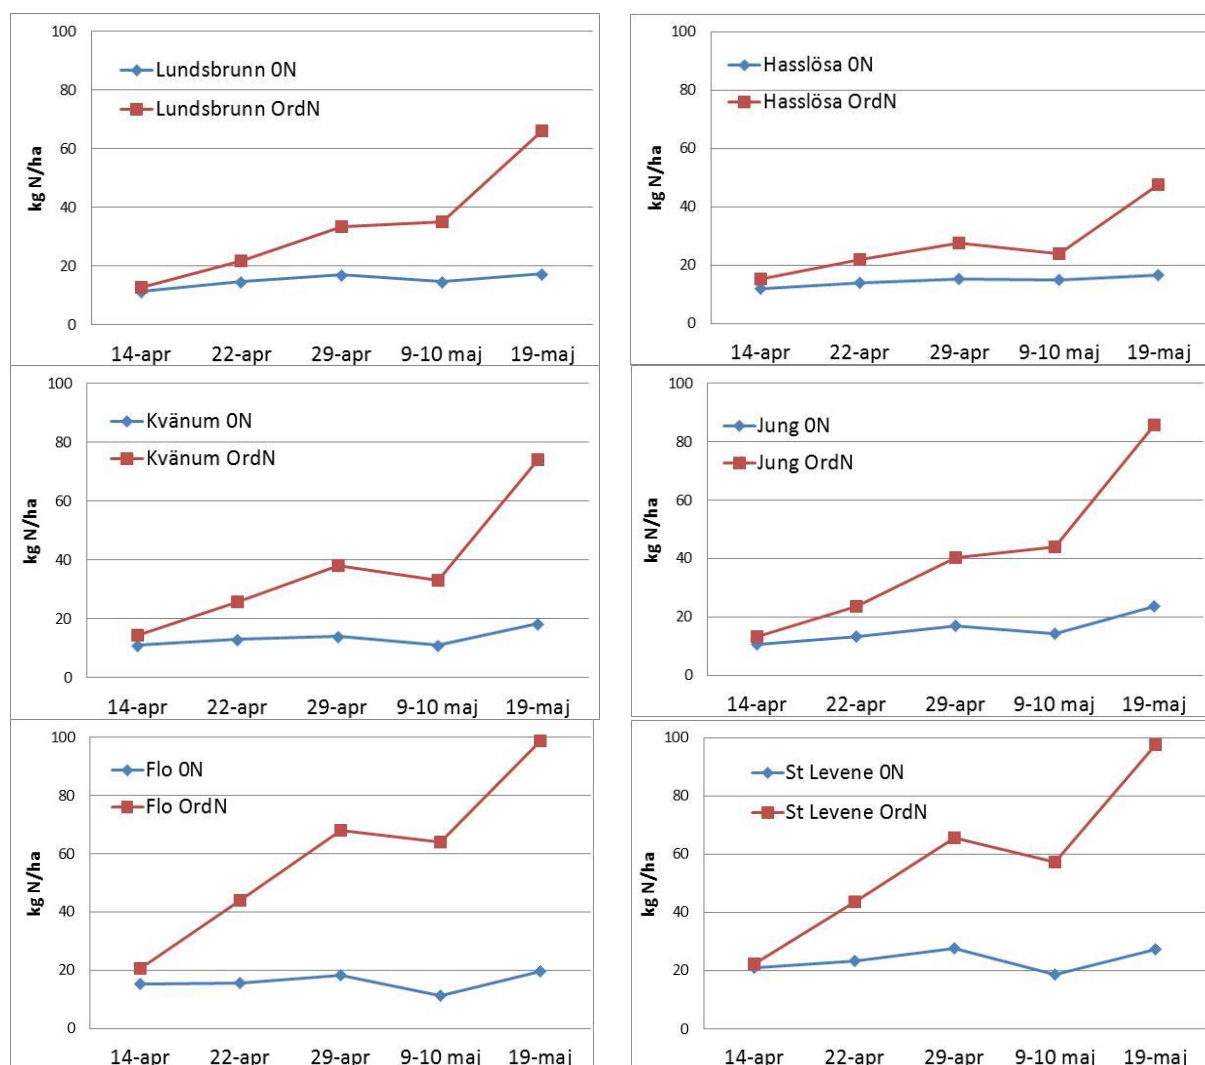 100
80
60
40
20
0
kg N/ha
Lundsbrunn 0N
Lundsbrunn OrdN
14-apr 22-apr 29-apr 9-10 maj 19-maj
100
80
60
40
20
0
kg N/ha
Hasslösa 0N
Hasslösa OrdN
14-apr 22-apr 29-apr 9-10 maj 19-maj
100
80
60
40
20
0
kg N/ha
Kvänum 0N
Kvänum OrdN
14-apr 22-apr 29-apr 9-10 maj 19-maj
100
80
60
40
20
0
kg N/ha
Jung 0N
Jung OrdN
14-apr 22-apr 29-apr 9-10 maj 19-maj
100
80
60
40
20
0
kg N/ha
Flo 0N
Flo OrdN
14-apr 22-apr 29-apr 9-10 maj 19-maj
100
80
60
40
20
0
kg N/ha
St Levene 0N
St Levene OrdN
14-apr 22-apr 29-apr 9-10 maj 19-maj